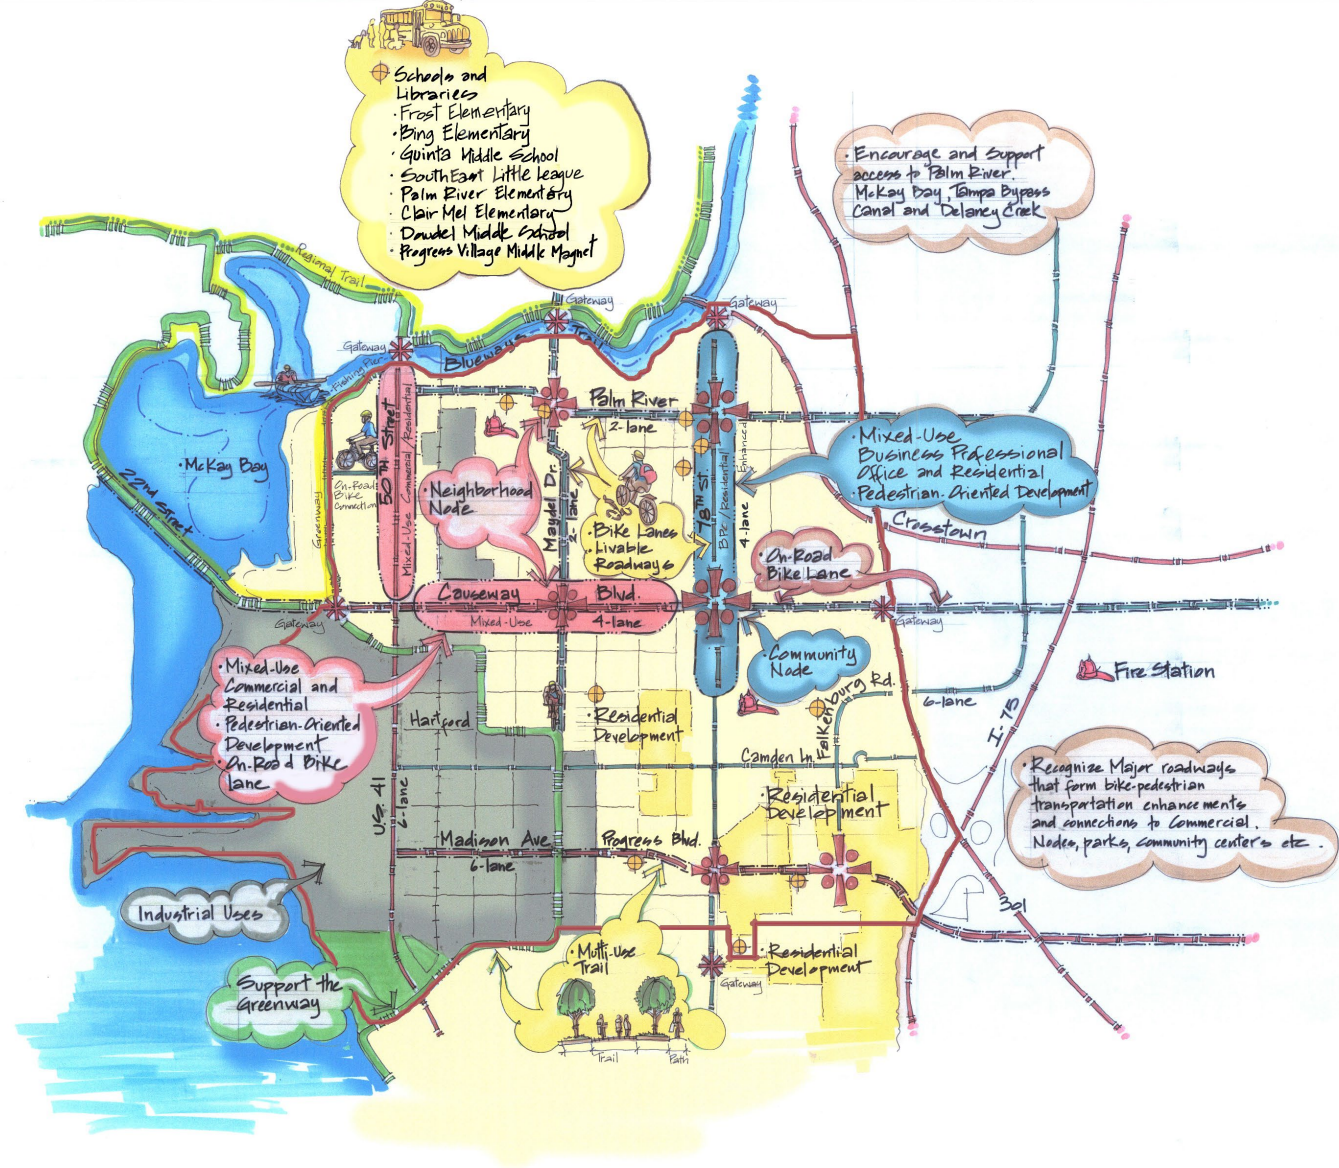 Schools and
Libraries
· Frost Elementary
· Bing Elementary
· Guinta Middle School
· SouthEast Little League
· Palm River Elementary
· Clair Mel Elementary
· Dowdel Middle School
· Progress Village Middle Magnet
· Encourage and Support
access to Palm River,
McKay Bay, Tampa Bypass
Canal and Delaney Creek
Regional Trail
Gateway
Gateway
Gateway
Fishing Pier
Blueways Trail
Palm River
2-lane
· McKay Bay
22nd Street
Greenway
On-Road
Bike
Connection
50TH Street
Mixed-Use Commercial/Residential
· Neighborhood
Node
Maydel Dr.
2-lane
· Bike Lanes
· Livable
Roadways
78TH St.
BPO/Residential
Enhanced
4-lane
· Mixed-Use
Business Professional
Office and Residential
· Pedestrian-Oriented Development
Crosstown
· On-Road
Bike Lane
Causeway Blvd.
Mixed-Use 4-lane
Gateway
Gateway
· Community
Node
· Mixed-Use
Commercial and
Residential
· Pedestrian-Oriented
Development
· On-Road Bike
Lane
Hartford
· Residential
Development
Falkenburg Rd.
6-lane
Fire Station
I-75
Camden Ln.
U.S. 41
6-lane
· Residential
Development
· Recognize Major roadways
that form bike-pedestrian
transportation enhancements
and connections to Commercial
Nodes, parks, community centers etc.
Madison Ave.
6-lane
Progress Blvd.
Industrial Uses
301
· Multi-Use
Trail
· Residential
Development
Gateway
Support the
Greenway
Trail
Path